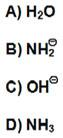 A) H₂O
B) NH₂⊖
C) OH⊖
D) NH₃